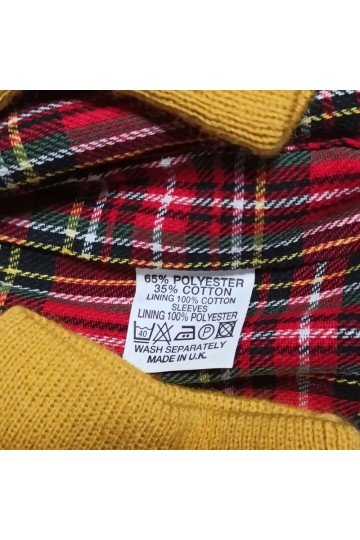 65% POLYESTER
35% COTTON
LINING 100% COTTON
SLEEVES
LINING 100% POLYESTER
40 P
WASH SEPARATELY
MADE IN U.K.